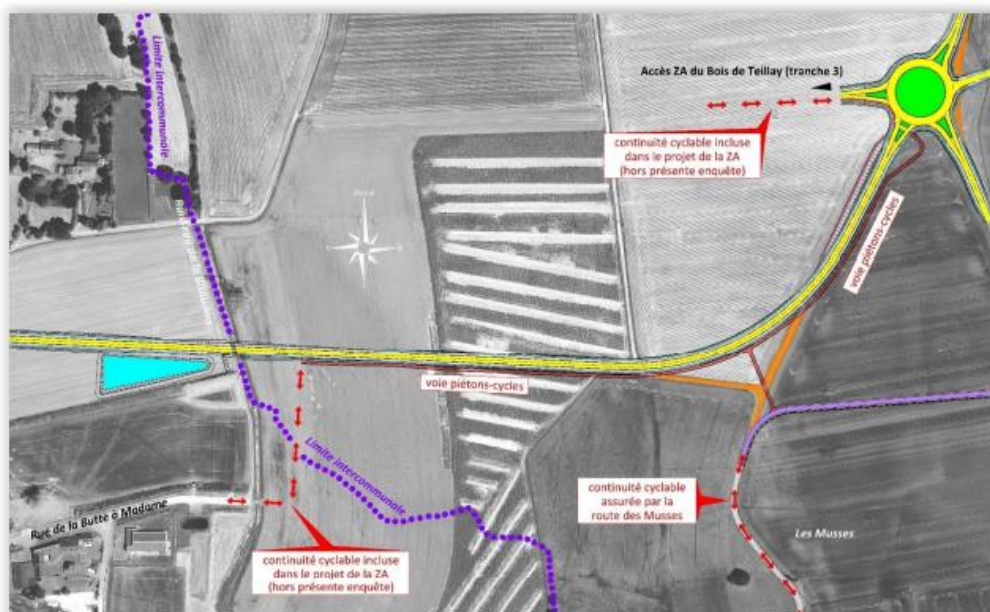 Limite intercommunale
Accès ZA du Bois de Teillay (tranche 3)
continuité cyclable incluse
dans le projet de la ZA
(hors présente enquête)
voie piétons-cycles
voie piétons-cycles
Limite intercommunale
continuité cyclable
assurée par la
route des Musses
Rue de la Butte à Madame
Les Musses
continuité cyclable incluse
dans le projet de la ZA
(hors présente enquête)